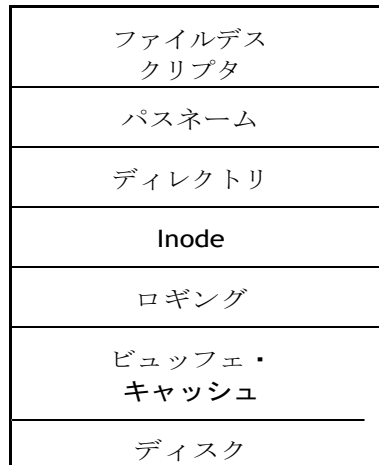 ファイルデス
クリプタ
パスネーム
ディレクトリ
Inode
ロギング
ビュッフェ・
キャッシュ
ディスク